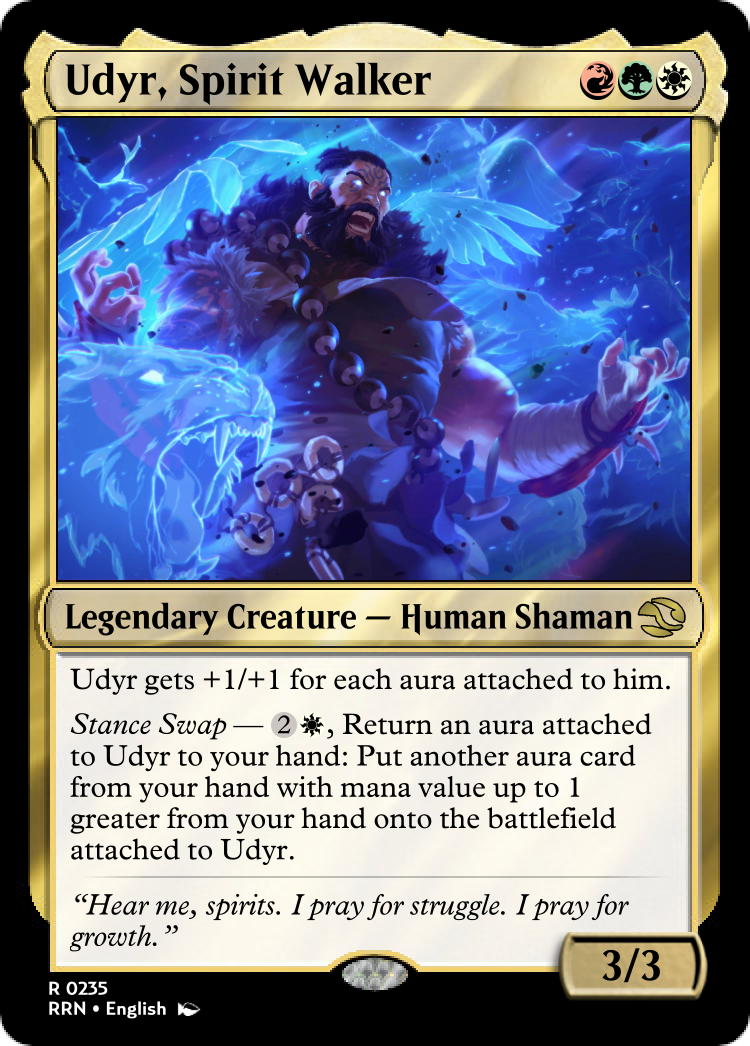 Udyr, Spirit Walker
Legendary Creature — Human Shaman
Udyr gets +1/+1 for each aura attached to him.
Stance Swap — 2, Return an aura attached
to Udyr to your hand: Put another aura card
from your hand with mana value up to 1
greater from your hand onto the battlefield
attached to Udyr.
“Hear me, spirits. I pray for struggle. I pray for
growth.”
3/3
R 0235
RRN • English